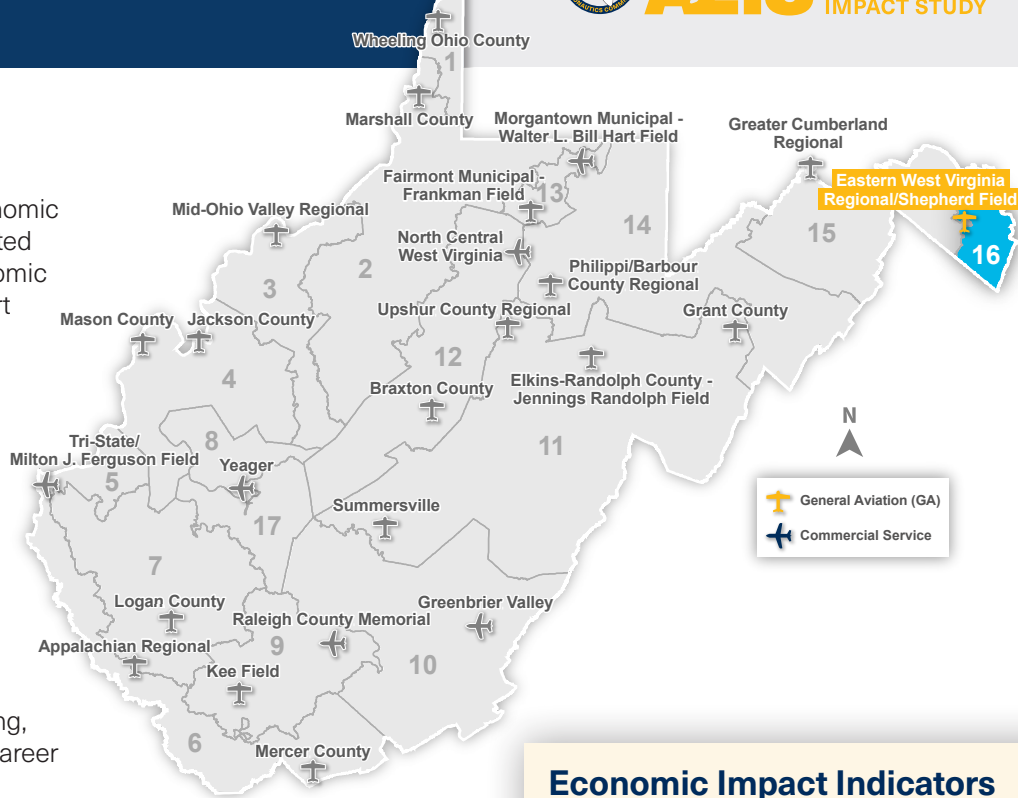 IMPACT STUDY
Wheeling Ohio County
1
Marshall County
Morgantown Municipal -
Walter L. Bill Hart Field
Greater Cumberland
Regional
Fairmont Municipal -
Frankman Field
13
Eastern West Virginia
Regional/Shepherd Field
16
nomic
Mid-Ohio Valley Regional
14
15
North Central
West Virginia
2
Philippi/Barbour
County Regional
3
omic
Mason County
Jackson County
Upshur County Regional
Grant County
4
12
Braxton County
Elkins-Randolph County -
Jennings Randolph Field
N
8
11
Tri-State/
Milton J. Ferguson Field
5
Yeager
7
17
Summersville
General Aviation (GA)
Commercial Service
7
Logan County
Raleigh County Memorial
Greenbrier Valley
9
Appalachian Regional
Kee Field
10
ng,
6
Mercer County
areer
Economic Impact Indicators